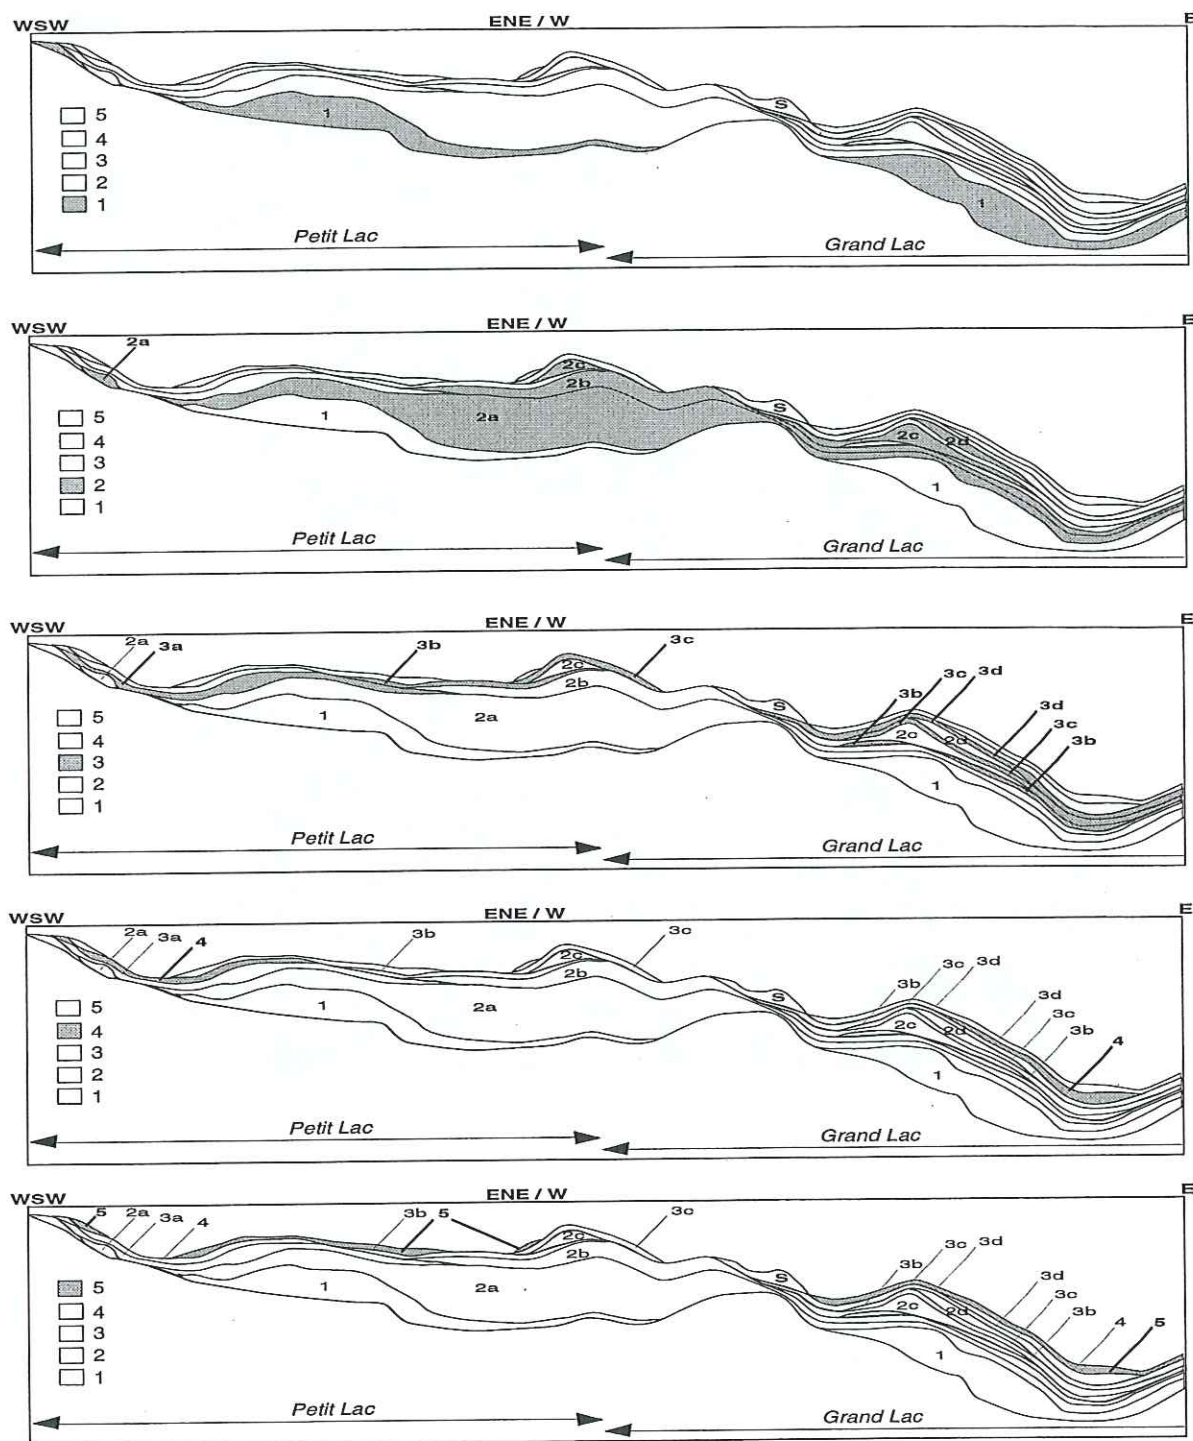 WSW ENE / W E
S
5 1
4
3
2
1 1
Petit Lac Grand Lac
WSW ENE / W E
2a
2c
2b S
5 2a
4 1 2c 2d
3
2 1
1
Petit Lac Grand Lac
WSW ENE / W E
2a 3a 3b 3c
2c 3b 3c 3d
2b 3d
S 3c
5 1 2a 2c 2d 3b
4
3 1
2
1
Petit Lac Grand Lac
WSW ENE / W E
2a 3a 4 3b 3c
2c 3b 3c 3d
2b 3d
S 3c
5 1 2a 2c 2d 3b
4 4
3 1
2
1
Petit Lac Grand Lac
WSW ENE / W E
5 2a 3a 4 3b 5 3c
2c 3b 3c 3d
2b 3d
S 3c
5 1 2a 2c 2d 3b
4 4 5
3 1
2
1
Petit Lac Grand Lac